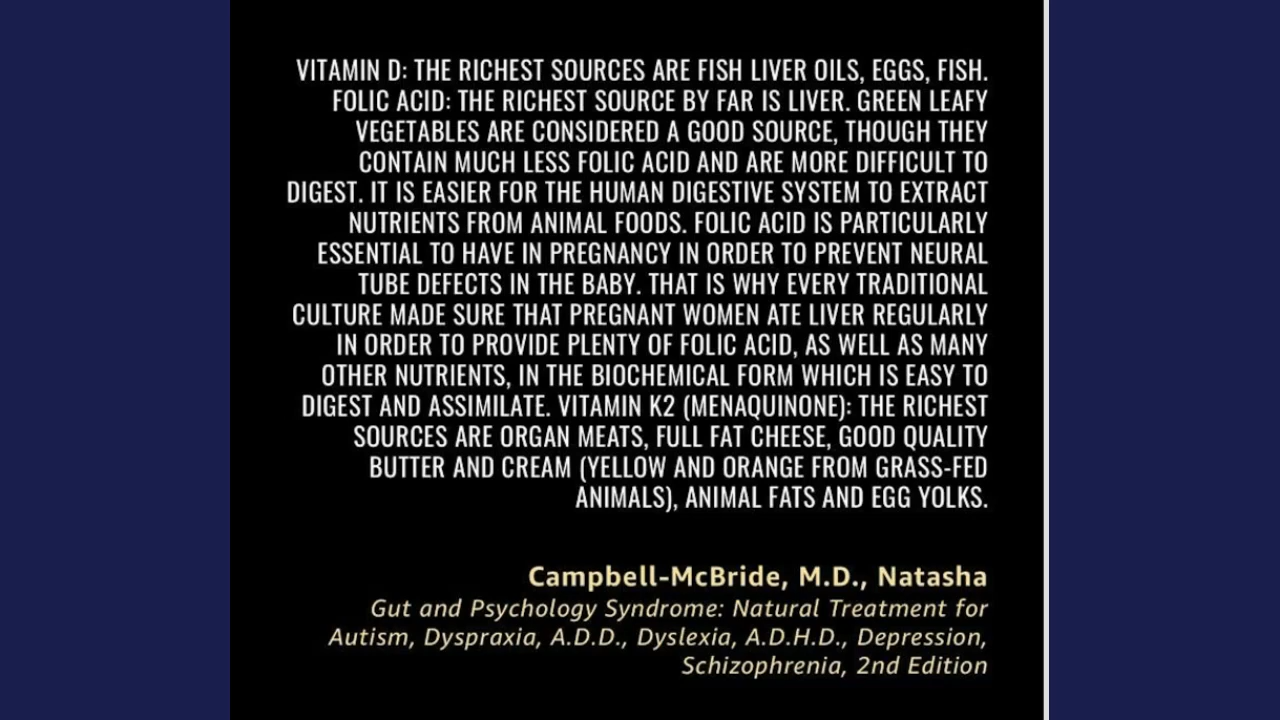 VITAMIN D: THE RICHEST SOURCES ARE FISH LIVER OILS, EGGS, FISH.
FOLIC ACID: THE RICHEST SOURCE BY FAR IS LIVER. GREEN LEAFY
VEGETABLES ARE CONSIDERED A GOOD SOURCE, THOUGH THEY
CONTAIN MUCH LESS FOLIC ACID AND ARE MORE DIFFICULT TO
DIGEST. IT IS EASIER FOR THE HUMAN DIGESTIVE SYSTEM TO EXTRACT
NUTRIENTS FROM ANIMAL FOODS. FOLIC ACID IS PARTICULARLY
ESSENTIAL TO HAVE IN PREGNANCY IN ORDER TO PREVENT NEURAL
TUBE DEFECTS IN THE BABY. THAT IS WHY EVERY TRADITIONAL
CULTURE MADE SURE THAT PREGNANT WOMEN ATE LIVER REGULARLY
IN ORDER TO PROVIDE PLENTY OF FOLIC ACID, AS WELL AS MANY
OTHER NUTRIENTS, IN THE BIOCHEMICAL FORM WHICH IS EASY TO
DIGEST AND ASSIMILATE. VITAMIN K2 (MENAQUINONE): THE RICHEST
SOURCES ARE ORGAN MEATS, FULL FAT CHEESE, GOOD QUALITY
BUTTER AND CREAM (YELLOW AND ORANGE FROM GRASS-FED
ANIMALS), ANIMAL FATS AND EGG YOLKS.
Campbell-McBride, M.D., Natasha
Gut and Psychology Syndrome: Natural Treatment for
Autism, Dyspraxia, A.D.D., Dyslexia, A.D.H.D., Depression,
Schizophrenia, 2nd Edition